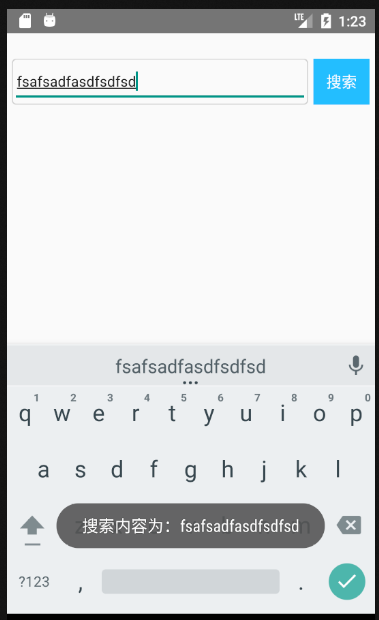 LTE 1:23
fsafsadfasdfsdfsd 搜索
fsafsadfasdfsdfsd
1 2 3 4 5 6 7 8 9 0
q w e r t y u i o p
a s d f g h j k l
搜索内容为：fsafsadfasdfsdfsd
?123 , .